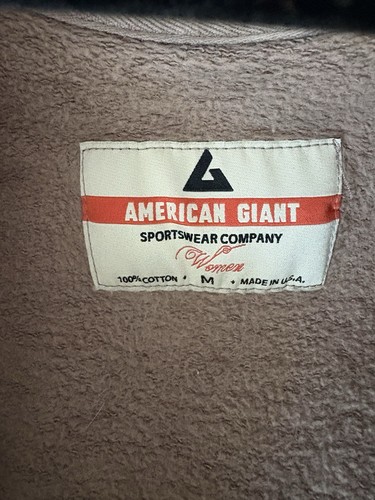 AMERICAN GIANT
SPORTSWEAR COMPANY
Women
100% COTTON • M • MADE IN U.S.A.